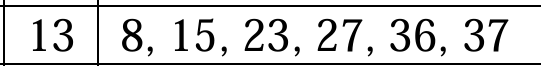 13 8, 15, 23, 27, 36, 37